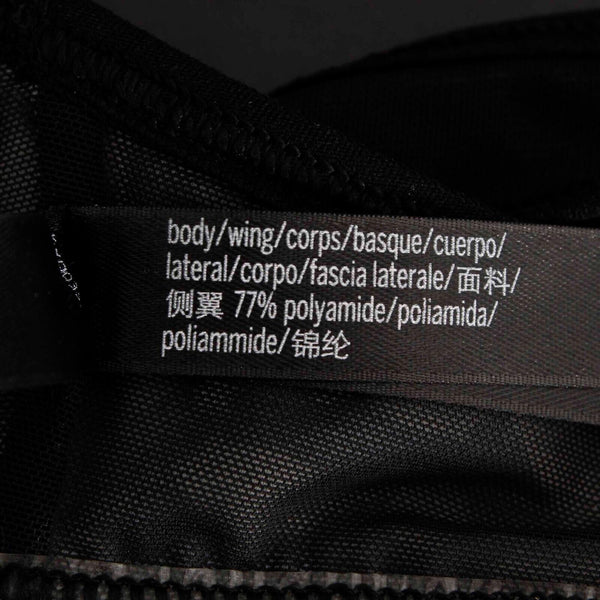 body/wing/corps/basque/cuerpo/
lateral/corpo/fascia laterale/面料/
侧翼 77% polyamide/poliamida/
poliammide/锦纶